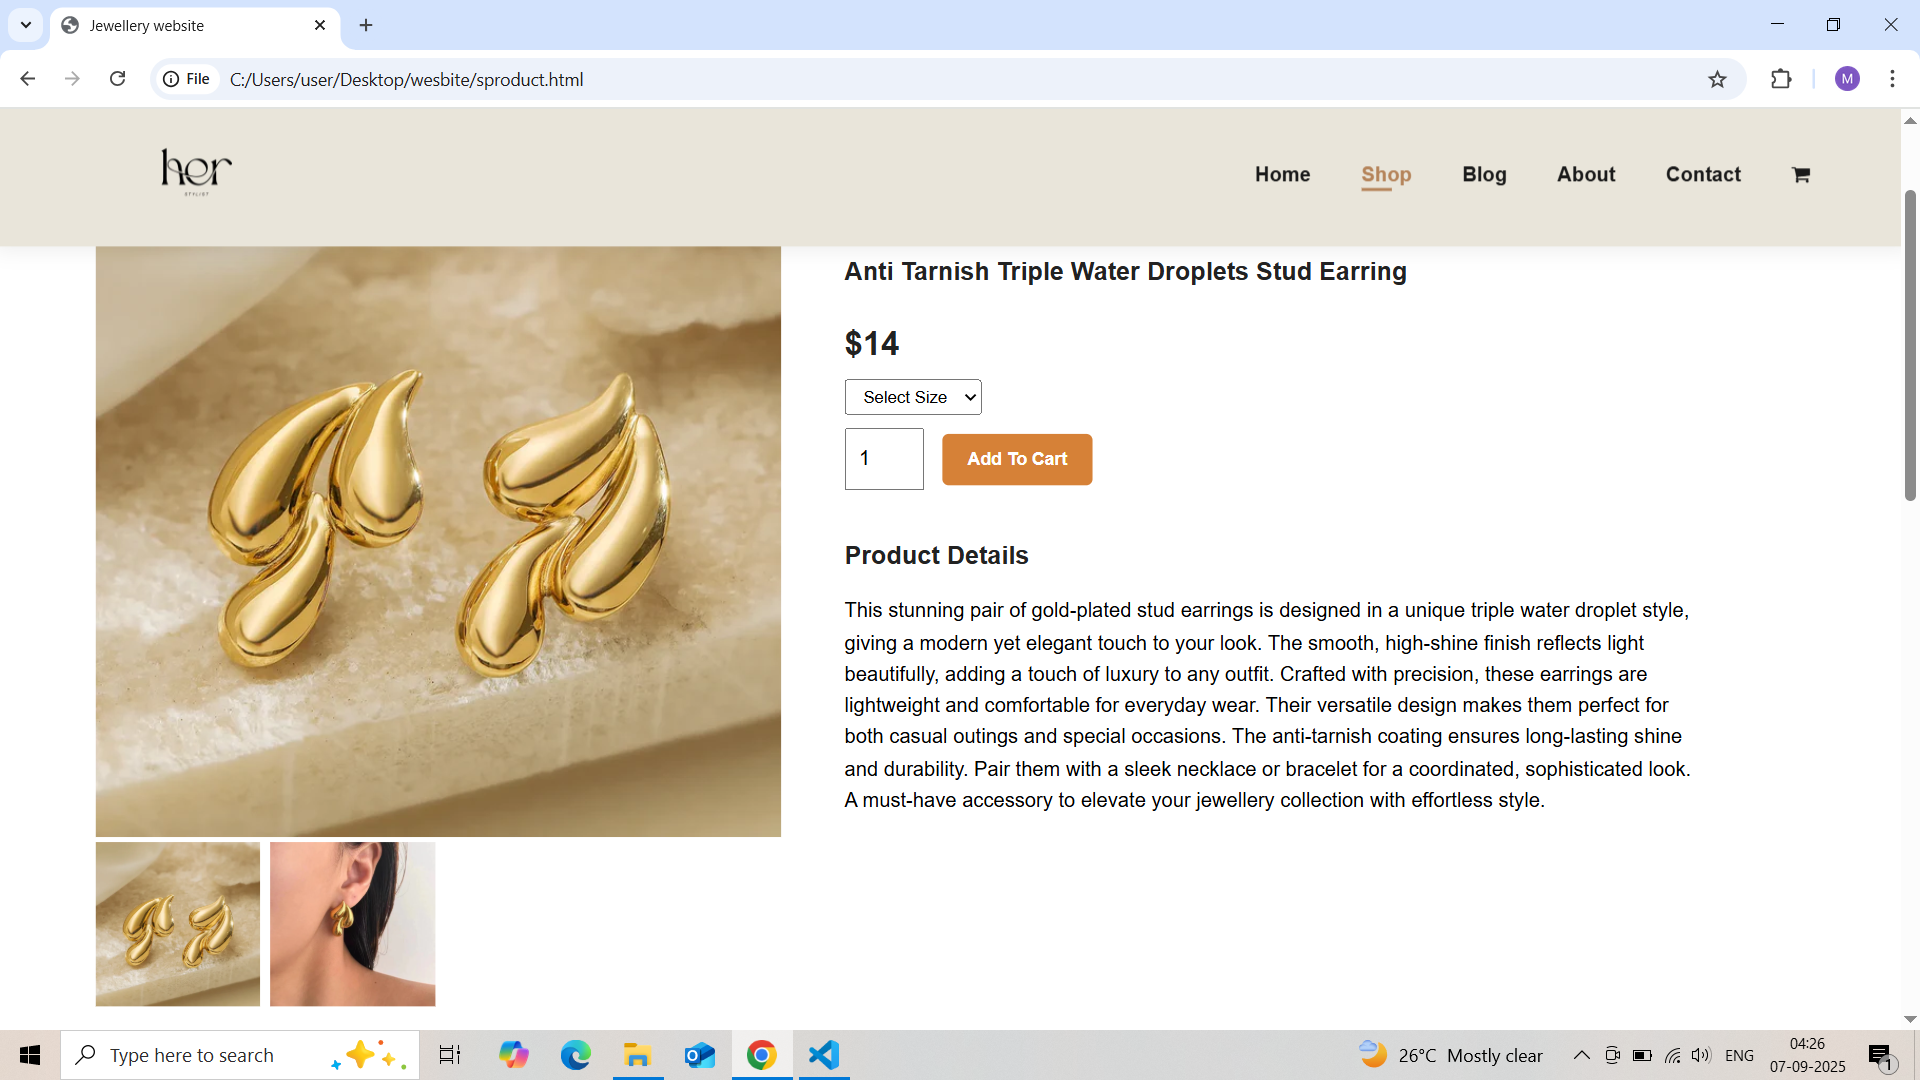 Jewellery website
File
C:/Users/user/Desktop/wesbite/sproduct.html
M
her
STYLIST
Home
Shop
Blog
About
Contact
Anti Tarnish Triple Water Droplets Stud Earring
$14
Select Size
1
Add To Cart
Product Details
This stunning pair of gold-plated stud earrings is designed in a unique triple water droplet style,
giving a modern yet elegant touch to your look. The smooth, high-shine finish reflects light
beautifully, adding a touch of luxury to any outfit. Crafted with precision, these earrings are
lightweight and comfortable for everyday wear. Their versatile design makes them perfect for
both casual outings and special occasions. The anti-tarnish coating ensures long-lasting shine
and durability. Pair them with a sleek necklace or bracelet for a coordinated, sophisticated look.
A must-have accessory to elevate your jewellery collection with effortless style.
Type here to search
26°C Mostly clear
ENG
04:26
07-09-2025
1